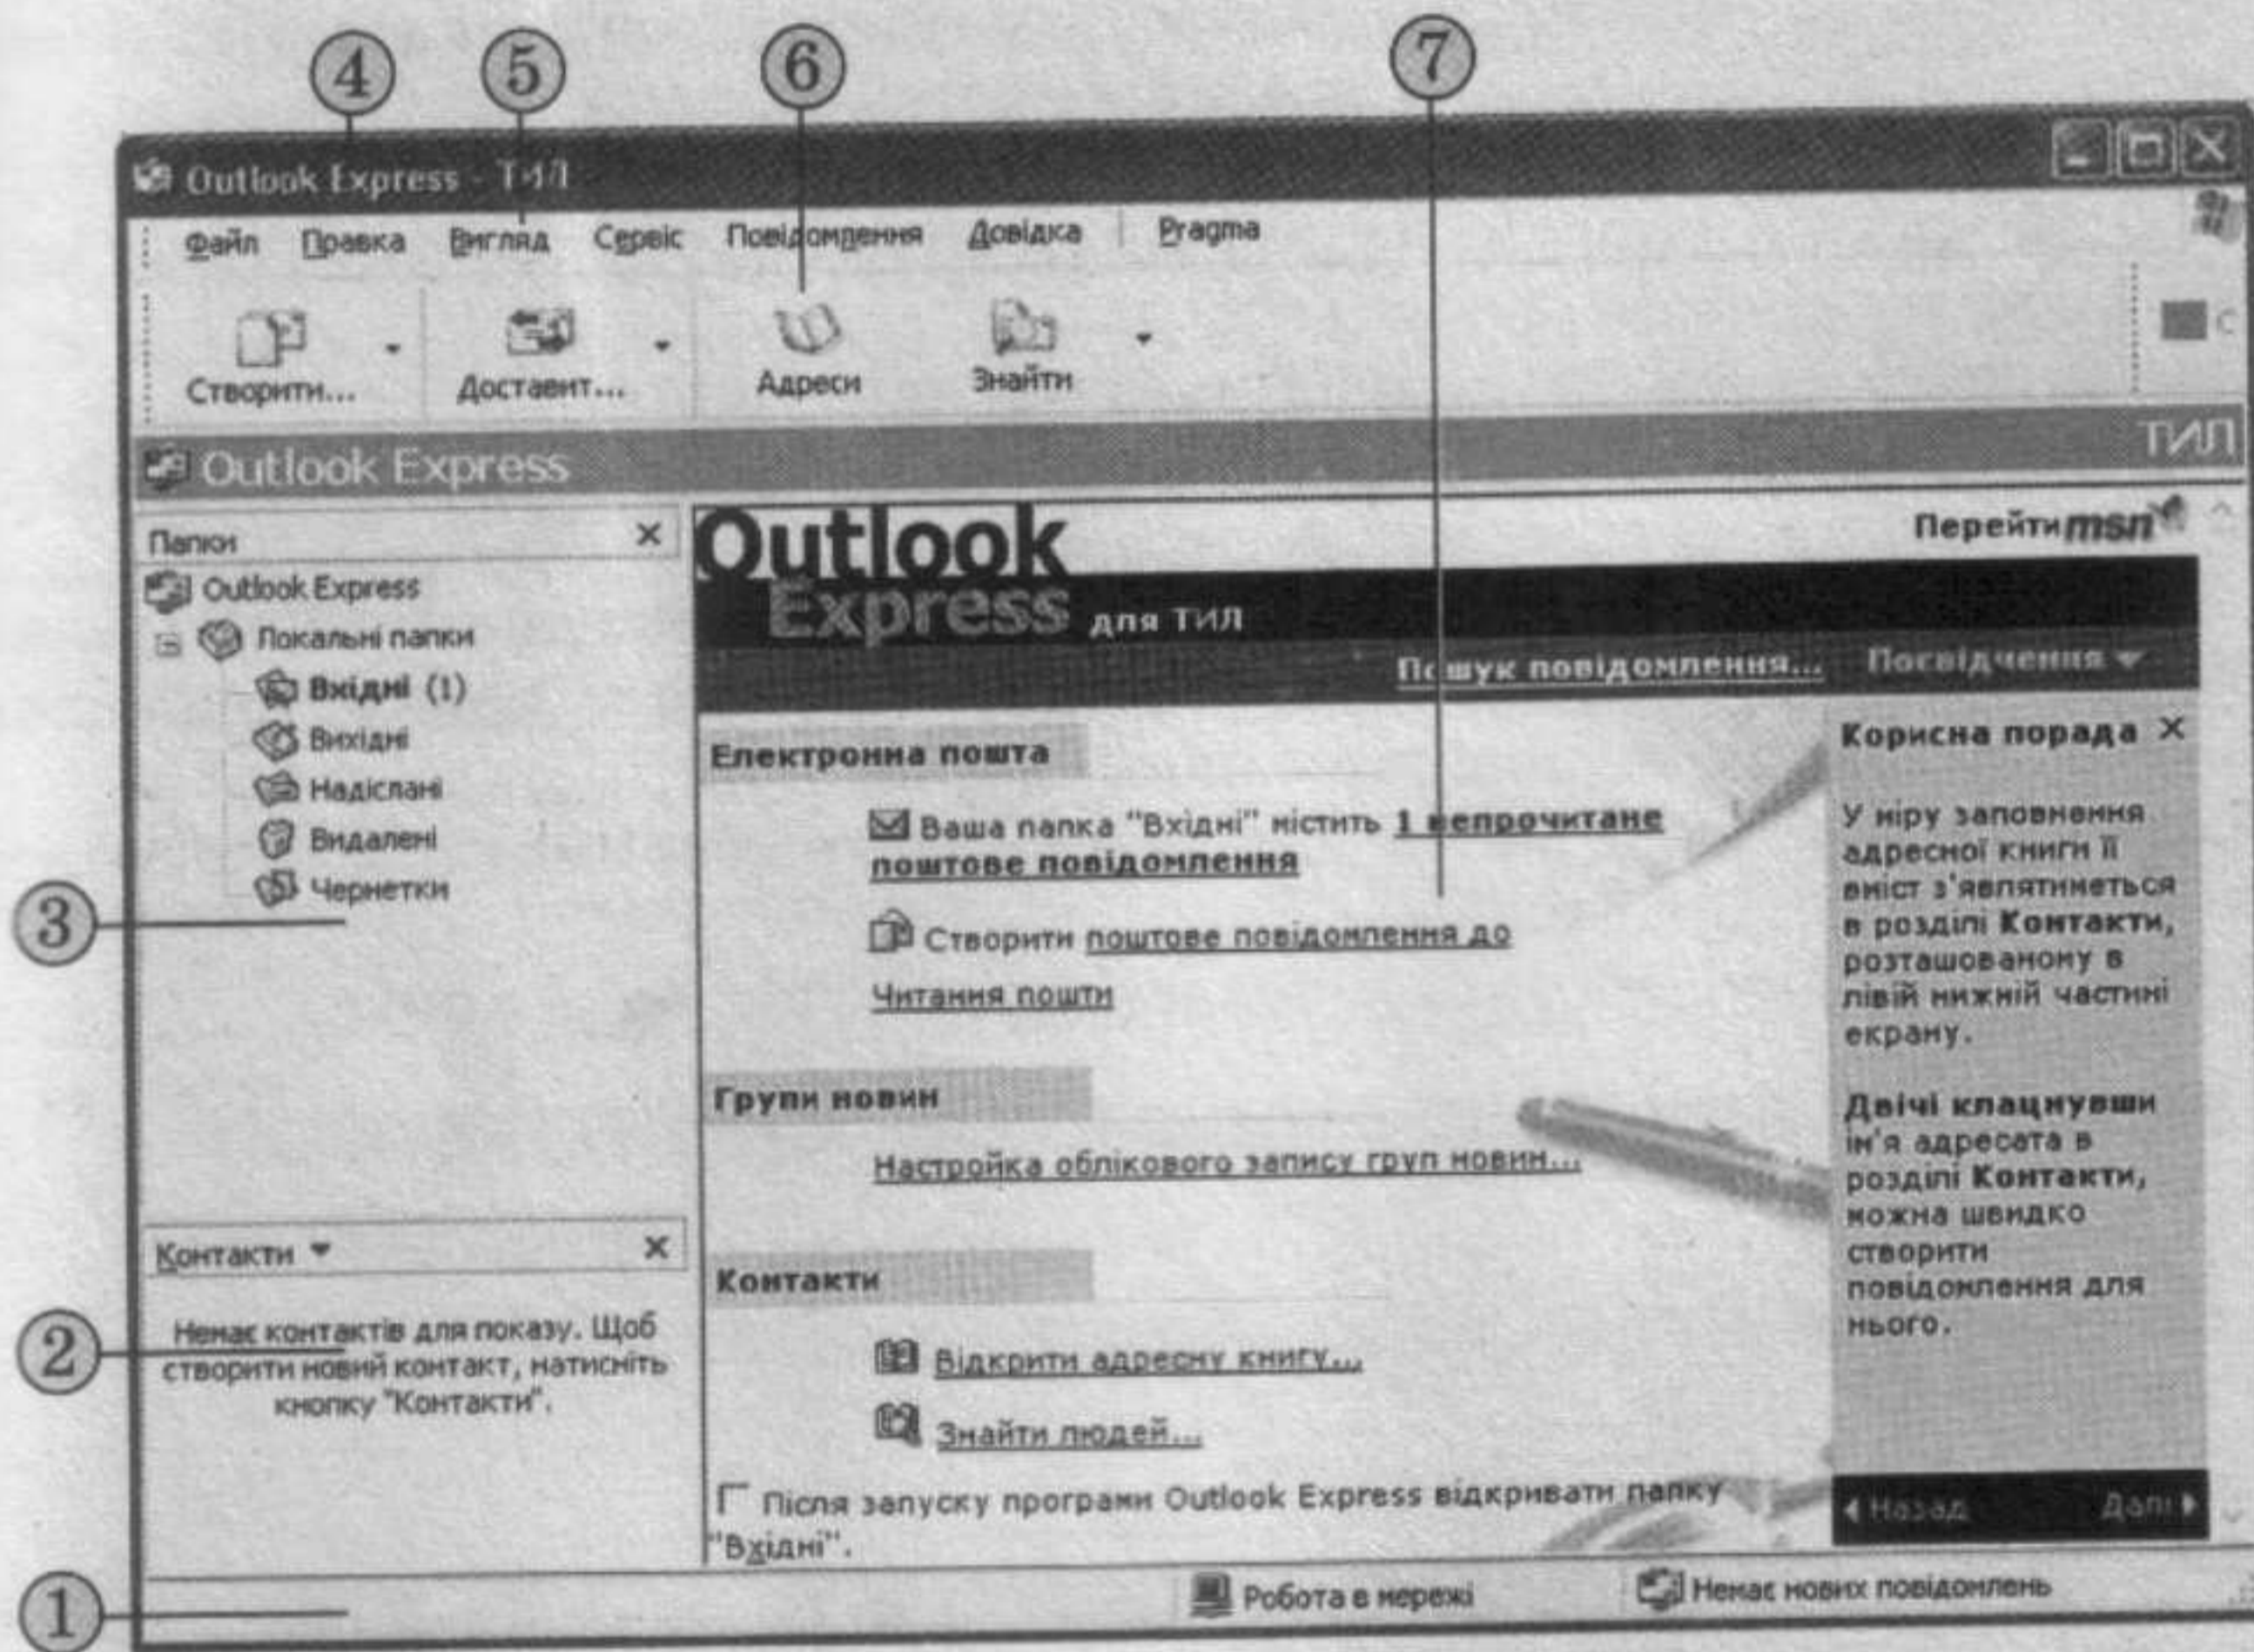 4 5 6 7
Outlook Express - ТИЛ
Файл Правка Вигляд Сервіс Повідомлення Довідка Pragma
Створити... Доставит... Адреси Знайти
Outlook Express ТИЛ
Папки
Outlook Express
Локальні папки
Вхідні (1)
Вихідні
Надіслані
Видалені
Чернетки
3
Контакти
Немає контактів для показу. Щоб
створити новий контакт, натисніть
кнопку "Контакти".
2
Outlook
Express для ТИЛ
Перейти msn
Пошук повідомлення... Посвідчення
Електронна пошта
Ваша папка "Вхідні" містить 1 непрочитане
поштове повідомлення
Створити поштове повідомлення до
Читання пошти
Групи новин
Настройка облікового запису груп новин...
Контакти
Відкрити адресну книгу...
Знайти людей...
Після запуску програми Outlook Express відкривати папку
"Вхідні".
Корисна порада
У міру заповнення
адресної книги її
вміст з'являтиметься
в розділі Контакти,
розташованому в
лівій нижній частині
екрану.
Двічі клацнувши
ім'я адресата в
розділі Контакти,
можна швидко
створити
повідомлення для
нього.
Назад Далі
1
Робота в мережі Немає нових повідомлень